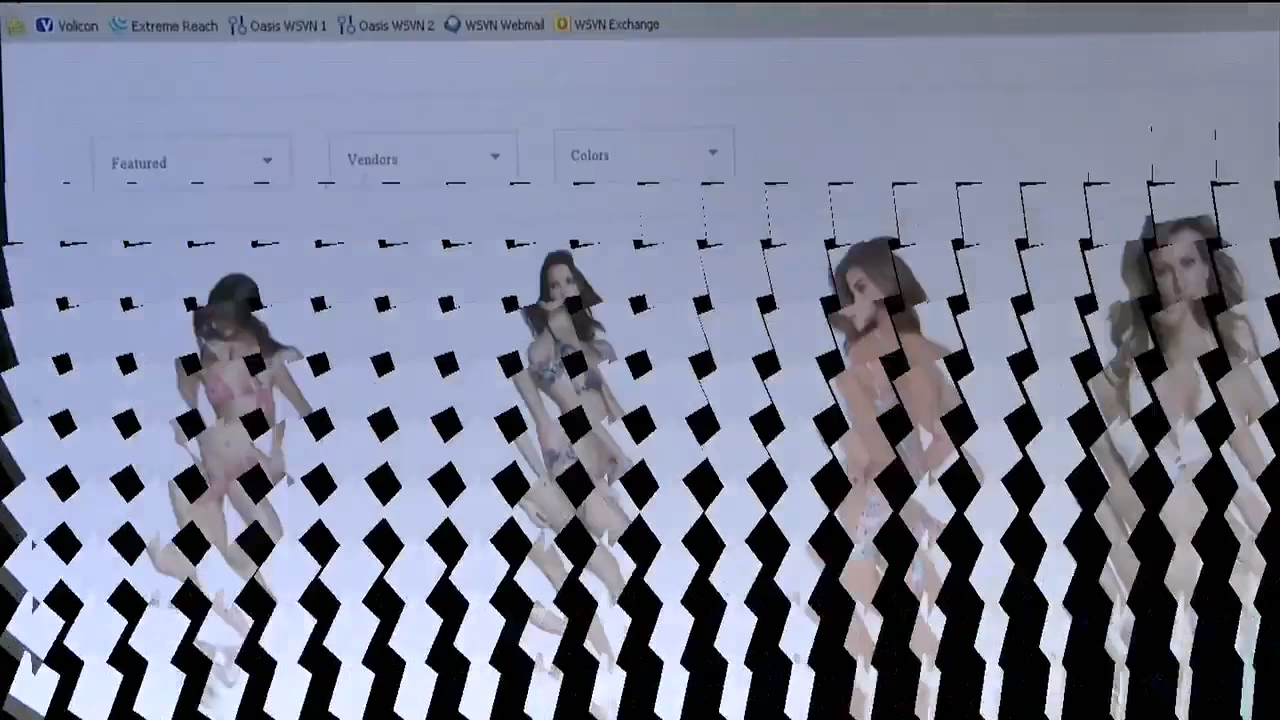 Volicon Extreme Reach Oasis WSVN 1 Oasis WSVN 2 WSVN Webmail WSVN Exchange
Featured Vendors Colors